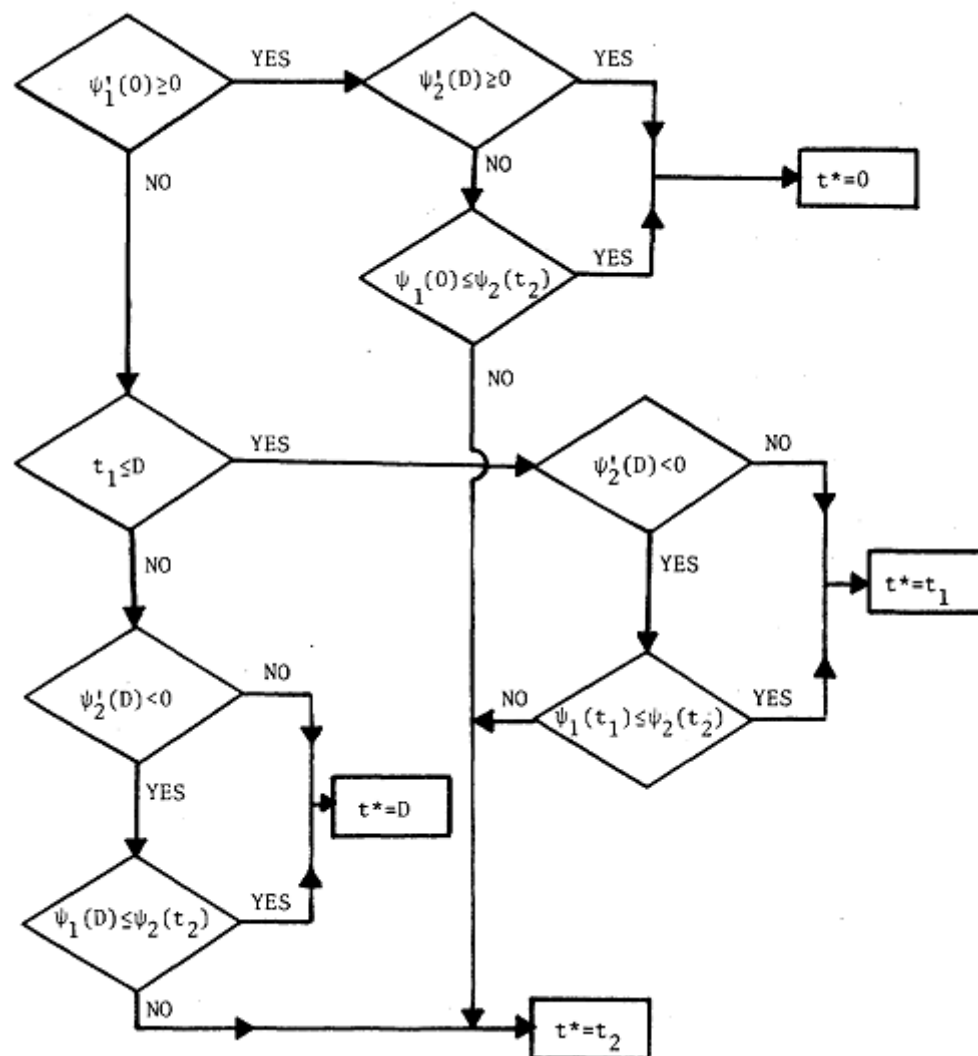 ψ'₁(0)≥0
YES
ψ'₂(D)≥0
YES
NO
NO
t*=0
ψ₁(0)≦ψ₂(t₂)
YES
NO
t₁≦D
YES
ψ'₂(D)<0
NO
NO
YES
t*=t₁
ψ'₂(D)<0
NO
NO
ψ₁(t₁)≦ψ₂(t₂)
YES
YES
t*=D
ψ₁(D)≦ψ₂(t₂)
YES
NO
t*=t₂